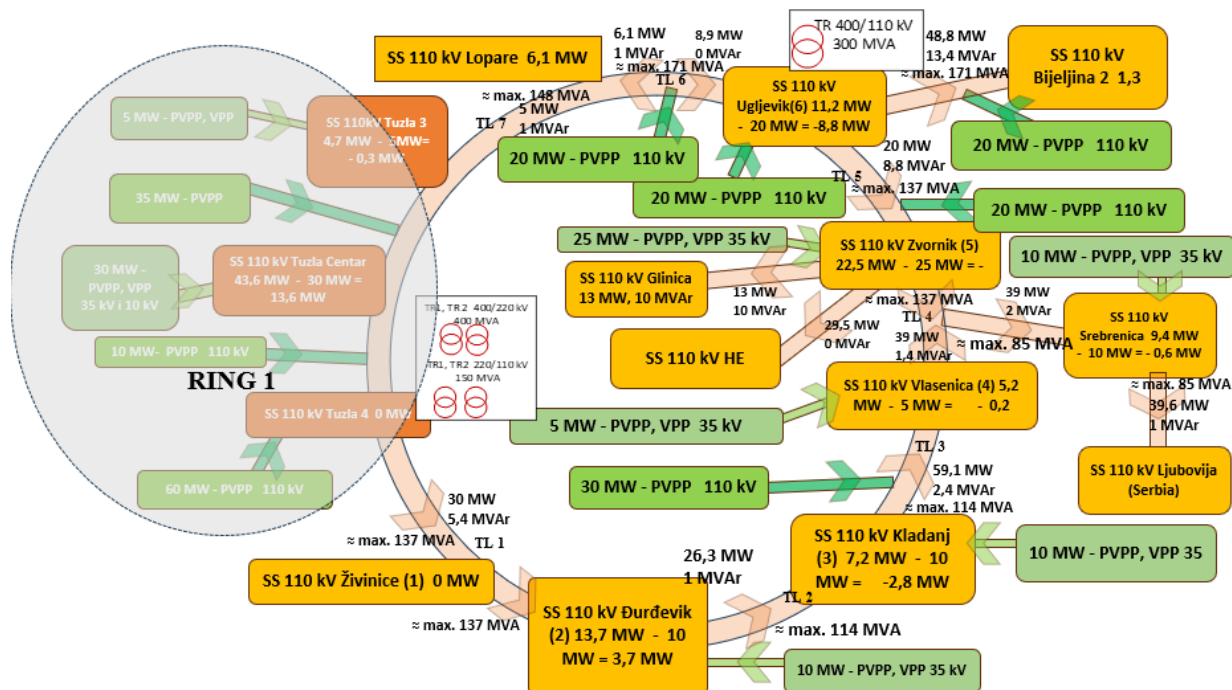 SS 110 kV Lopare 6,1 MW
6,1 MW
1 MVAr
≈ max. 171 MVA
TL 6
8,9 MW
0 MVAr
TR 400/110 kV
300 MVA
48,8 MW
13,4 MVAr
≈ max. 171 MVA
SS 110 kV
Bijeljina 2 1,3
SS 110 kV
Ugljevik(6) 11,2 MW
- 20 MW = -8,8 MW
≈ max. 148 MVA
5 MW
1 MVAr
TL 7
5 MW - PVPP, VPP
SS 110kV Tuzla 3
4,7 MW - 5MW=
- 0,3 MW
20 MW - PVPP 110 kV
20 MW - PVPP 110 kV
20 MW - PVPP 110 kV
20 MW
8,8 MVAr
TL 5
≈ max. 137 MVA
20 MW - PVPP 110 kV
35 MW - PVPP
25 MW - PVPP, VPP 35 kV
SS 110 kV Zvornik (5)
22,5 MW - 25 MW = -
10 MW - PVPP, VPP 35 kV
30 MW -
PVPP, VPP
35 kV i 10 kV
SS 110 kV Tuzla Centar
43,6 MW - 30 MW =
13,6 MW
SS 110 kV Glinica
13 MW, 10 MVAr
13 MW
10 MVAr
≈ max. 137 MVA
TL 4
39 MW
2 MVAr
SS 110 kV
Srebrenica 9,4 MW
- 10 MW = - 0,6 MW
TR1, TR2 400/220 kV
400 MVA
TR1, TR2 220/110 kV
150 MVA
29,5 MW
0 MVAr
39 MW
1,4 MVAr
≈ max. 85 MVA
SS 110 kV HE
10 MW- PVPP 110 kV
RING 1
SS 110 kV Vlasenica (4) 5,2
MW - 5 MW = - 0,2
≈ max. 85 MVA
39,6 MW
1 MVAr
SS 110 kV Tuzla 4 0 MW
5 MW - PVPP, VPP 35 kV
TL 3
59,1 MW
2,4 MVAr
≈ max. 114 MVA
SS 110 kV Ljubovija
(Serbia)
60 MW - PVPP 110 kV
30 MW - PVPP 110 kV
30 MW
5,4 MVAr
≈ max. 137 MVA
TL 1
SS 110 kV Kladanj
(3) 7,2 MW - 10
MW = -2,8 MW
10 MW - PVPP, VPP 35
26,3 MW
1 MVAr
TL 2
SS 110 kV Živinice (1) 0 MW
SS 110 kV Đurđevik
(2) 13,7 MW - 10
MW = 3,7 MW
≈ max. 137 MVA
≈ max. 114 MVA
10 MW - PVPP, VPP 35 kV